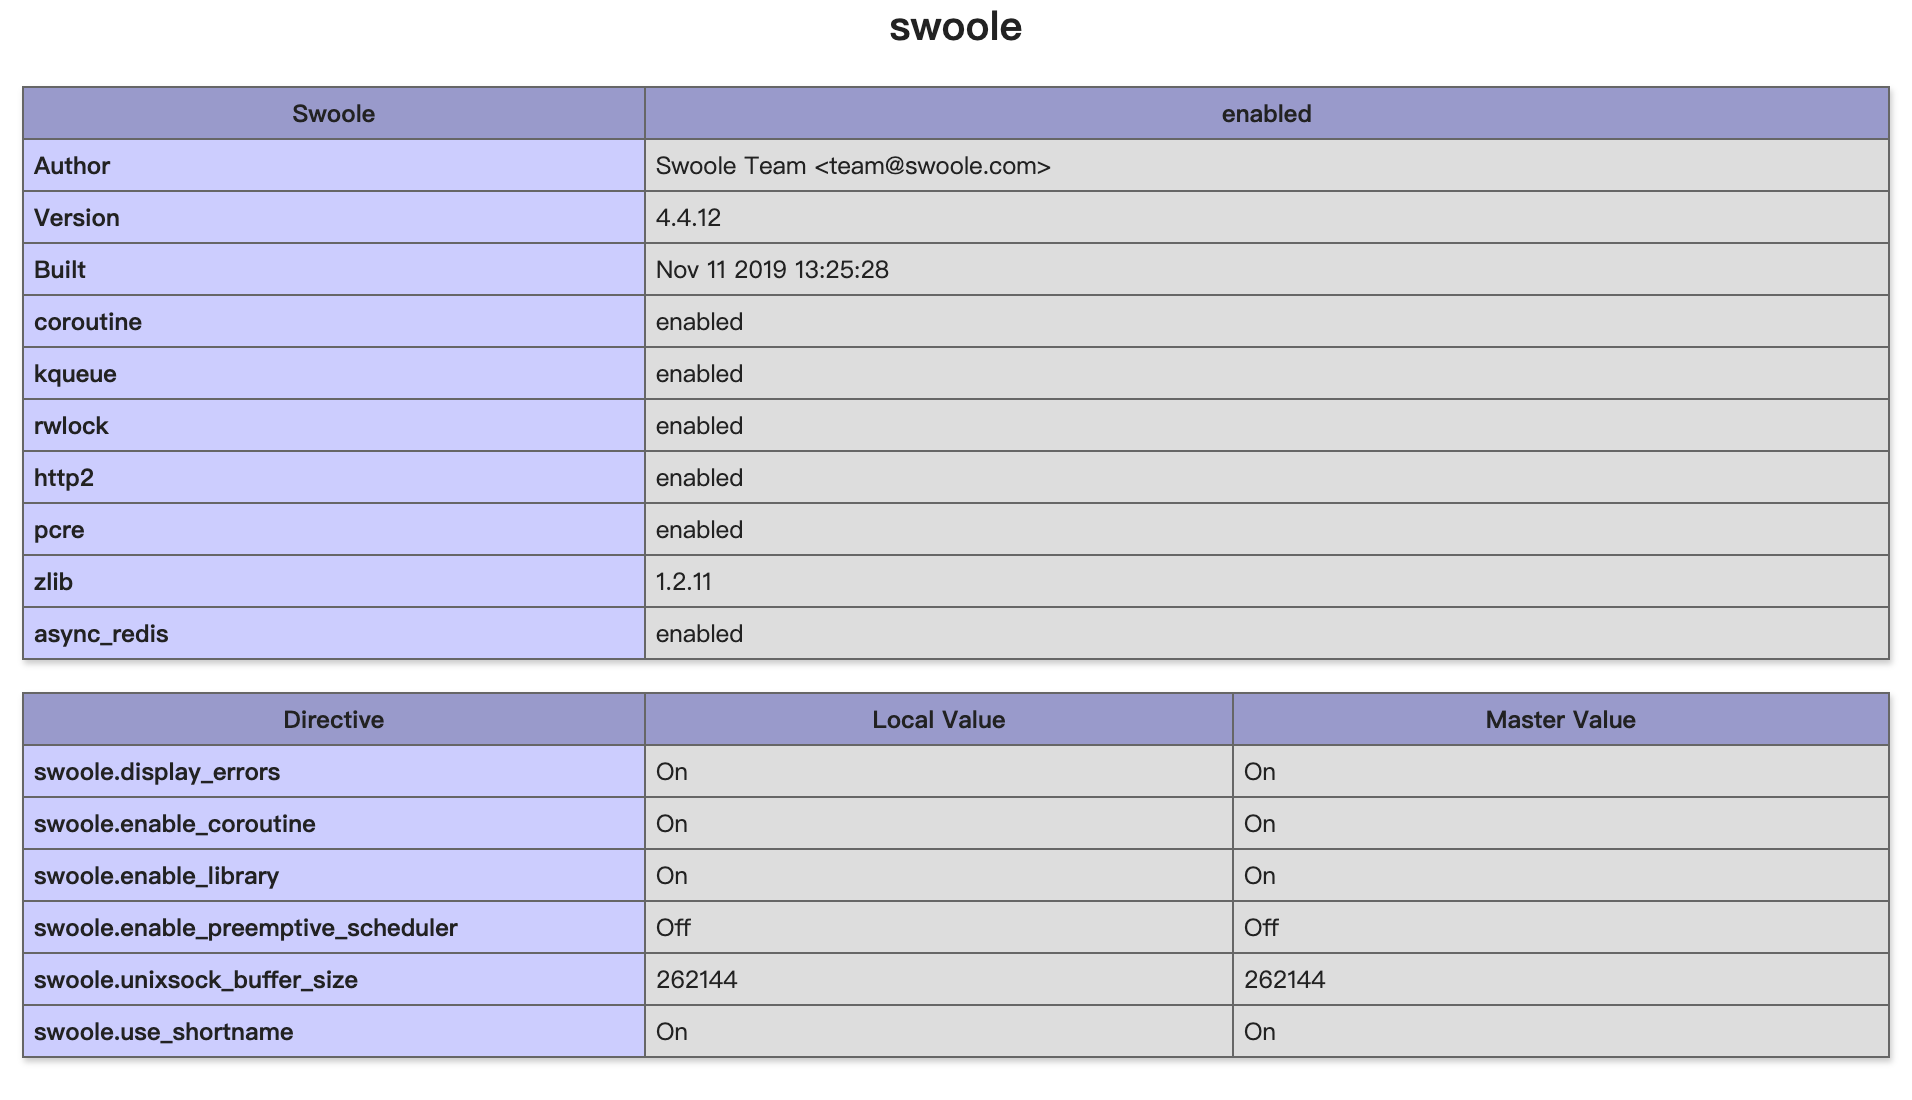 swoole
Swoole enabled
Author Swoole Team <team@swoole.com>
Version 4.4.12
Built Nov 11 2019 13:25:28
coroutine enabled
kqueue enabled
rwlock enabled
http2 enabled
pcre enabled
zlib 1.2.11
async_redis enabled
Directive Local Value Master Value
swoole.display_errors On On
swoole.enable_coroutine On On
swoole.enable_library On On
swoole.enable_preemptive_scheduler Off Off
swoole.unixsock_buffer_size 262144 262144
swoole.use_shortname On On